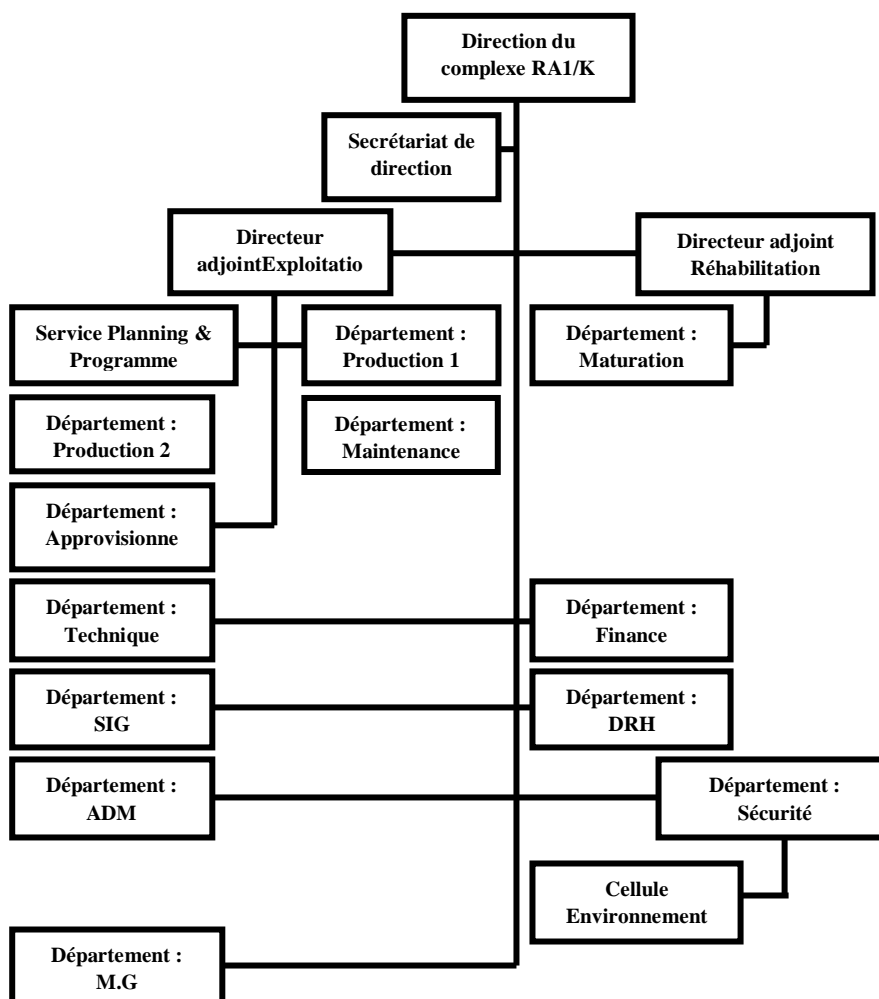 Direction du
complexe RA1/K
Secrétariat de
direction
Directeur
adjointExploitatio
Directeur adjoint
Réhabilitation
Service Planning &
Programme
Département :
Production 1
Département :
Maturation
Département :
Production 2
Département :
Maintenance
Département :
Approvisionne
Département :
Technique
Département :
Finance
Département :
SIG
Département :
DRH
Département :
ADM
Département :
Sécurité
Cellule
Environnement
Département :
M.G